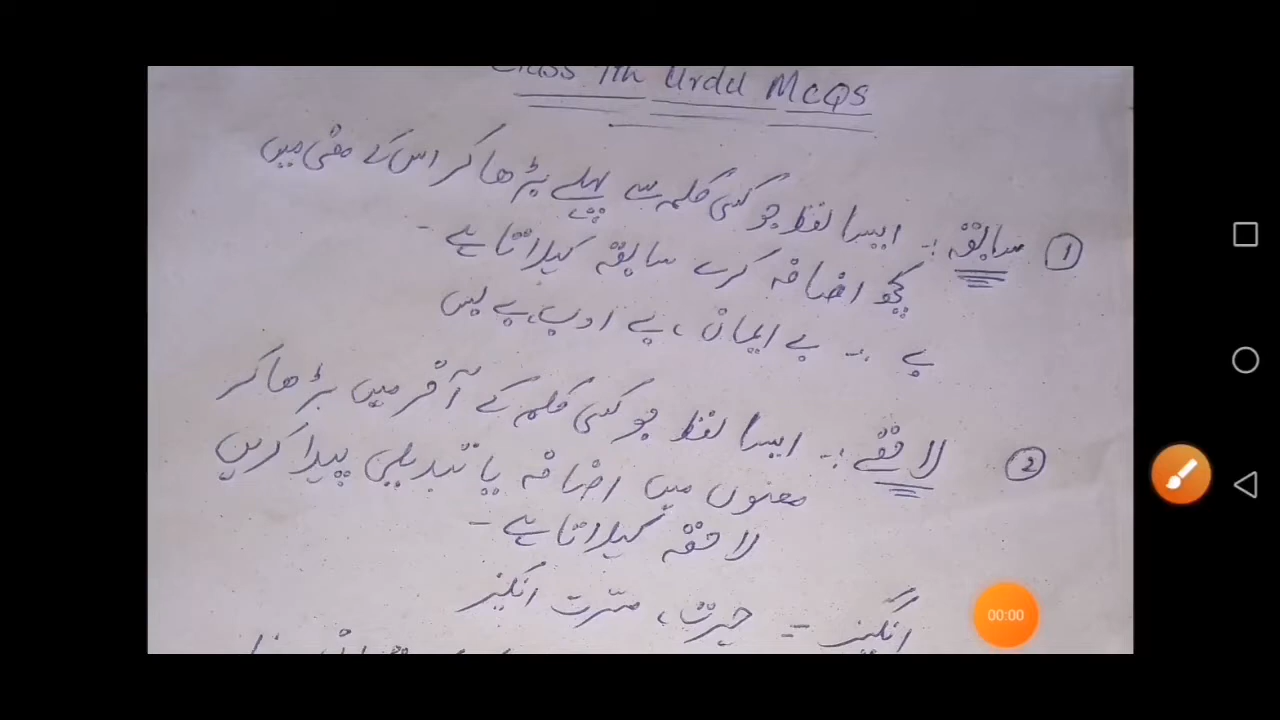 Class 7th Urdu MCQS
① سابقہ :۔ ایسا لفظ جو کسی کلمہ سے پہلے بڑھا کر اس کے معنی میں
کچھ اضافہ کرے سابقہ کہلاتا ہے ۔
بے :۔ بے ایمان ، بے ادب، بے بس
② لاحقے :۔ ایسا لفظ جو کسی کلمہ کے آخر میں بڑھا کر
معنوں میں اضافہ یا تبدیلی پیدا کریں
لاحقہ کہلاتا ہے ۔
انگیز :۔ حیرت، مسرت انگیز
00:00